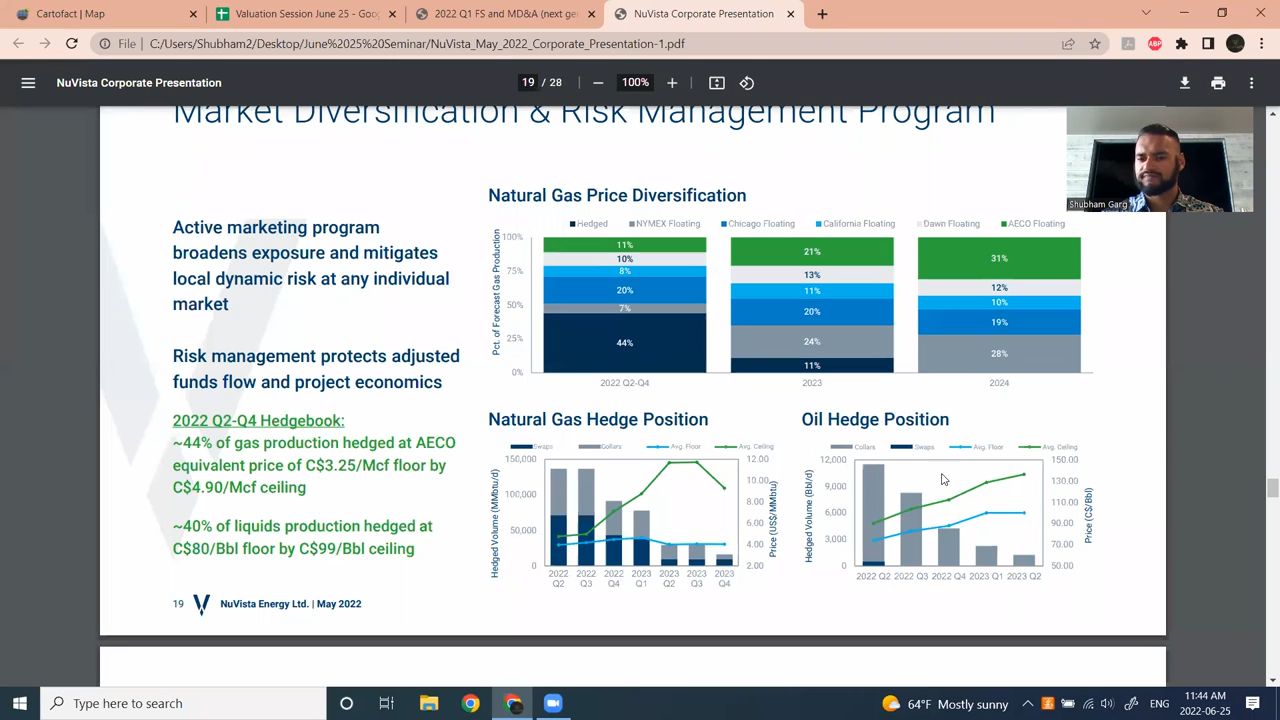 Cartofact | Map
Valuation Session June 25 - Goo
2022 Q1 FS and MD&A (next ge
NuVista Corporate Presentation
File
C:/Users/Shubham2/Desktop/June%2025%20Seminar/NuVista_May_2022_Corporate_Presentation-1.pdf
ABP
NuVista Corporate Presentation
19 / 28
100%
Market Diversification & Risk Management Program
Shubham Garg
Active marketing program
broadens exposure and mitigates
local dynamic risk at any individual
market
Risk management protects adjusted
funds flow and project economics
2022 Q2-Q4 Hedgebook:
~44% of gas production hedged at AECO
equivalent price of C$3.25/Mcf floor by
C$4.90/Mcf ceiling
~40% of liquids production hedged at
C$80/Bbl floor by C$99/Bbl ceiling
Natural Gas Price Diversification
Hedged NYMEX Floating Chicago Floating California Floating Dawn Floating AECO Floating
Pct. of Forecast Gas Production
100%
75%
50%
25%
0%
11%
10%
8%
20%
7%
44%
21%
13%
11%
20%
24%
11%
31%
12%
10%
19%
28%
2022 Q2-Q4 2023 2024
Natural Gas Hedge Position
Swaps Collars Avg. Floor Avg. Ceiling
Hedged Volume (MMbtu/d)
150,000
100,000
50,000
0
12.00
10.00
8.00
6.00
4.00
2.00
Price (US$/MMbtu)
2022 2022 2022 2023 2023 2023 2023
Q2 Q3 Q4 Q1 Q2 Q3 Q4
Oil Hedge Position
Collars Swaps Avg. Floor Avg. Ceiling
Hedged Volume (Bbl/d)
12,000
9,000
6,000
3,000
0
150.00
130.00
110.00
90.00
70.00
50.00
Price (C$/Bbl)
2022 Q2 2022 Q3 2022 Q4 2023 Q1 2023 Q2
19 NuVista Energy Ltd. | May 2022
Type here to search
64°F Mostly sunny
ENG
11:44 AM
2022-06-25